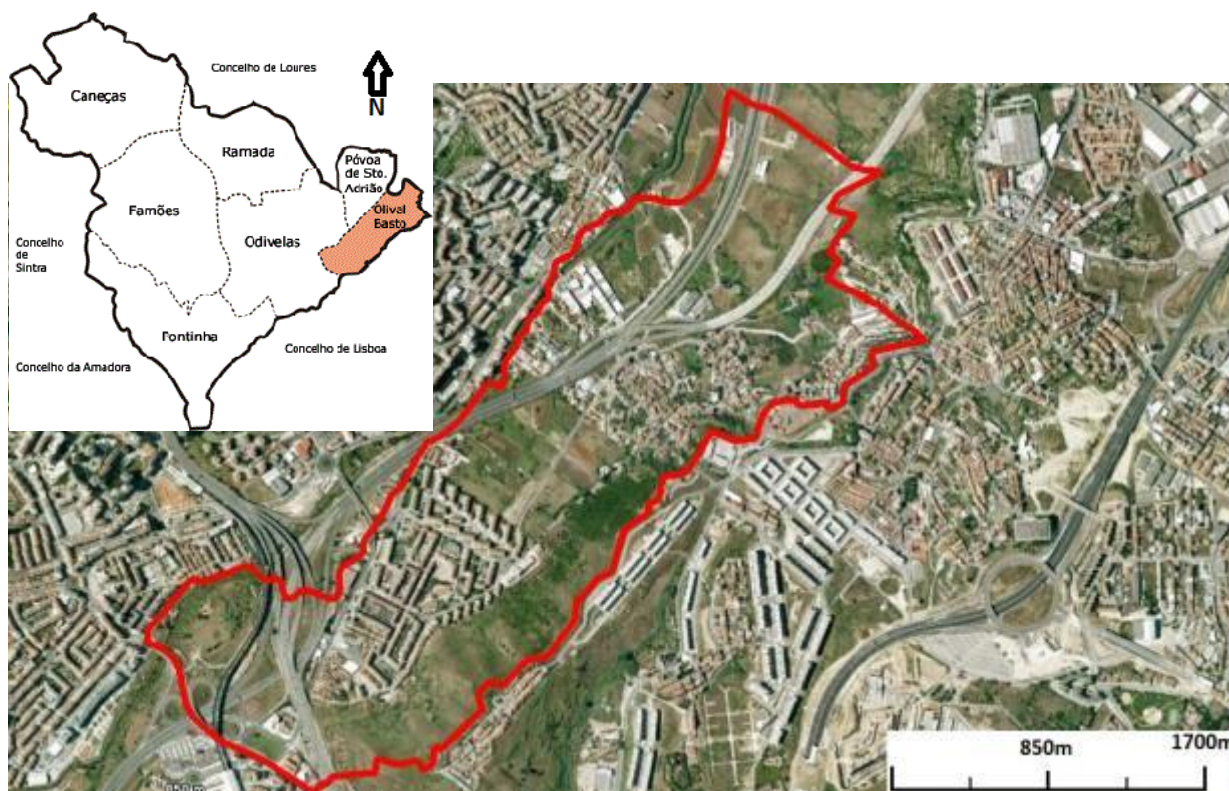 Concelho de Loures
N
Caneças
Ramada
Póvoa
de Sto.
Adrião
Olival
Basto
Famões
Odivelas
Concelho
de
Sintra
Pontinha
Concelho de Lisboa
Concelho da Amadora
850m
1700m